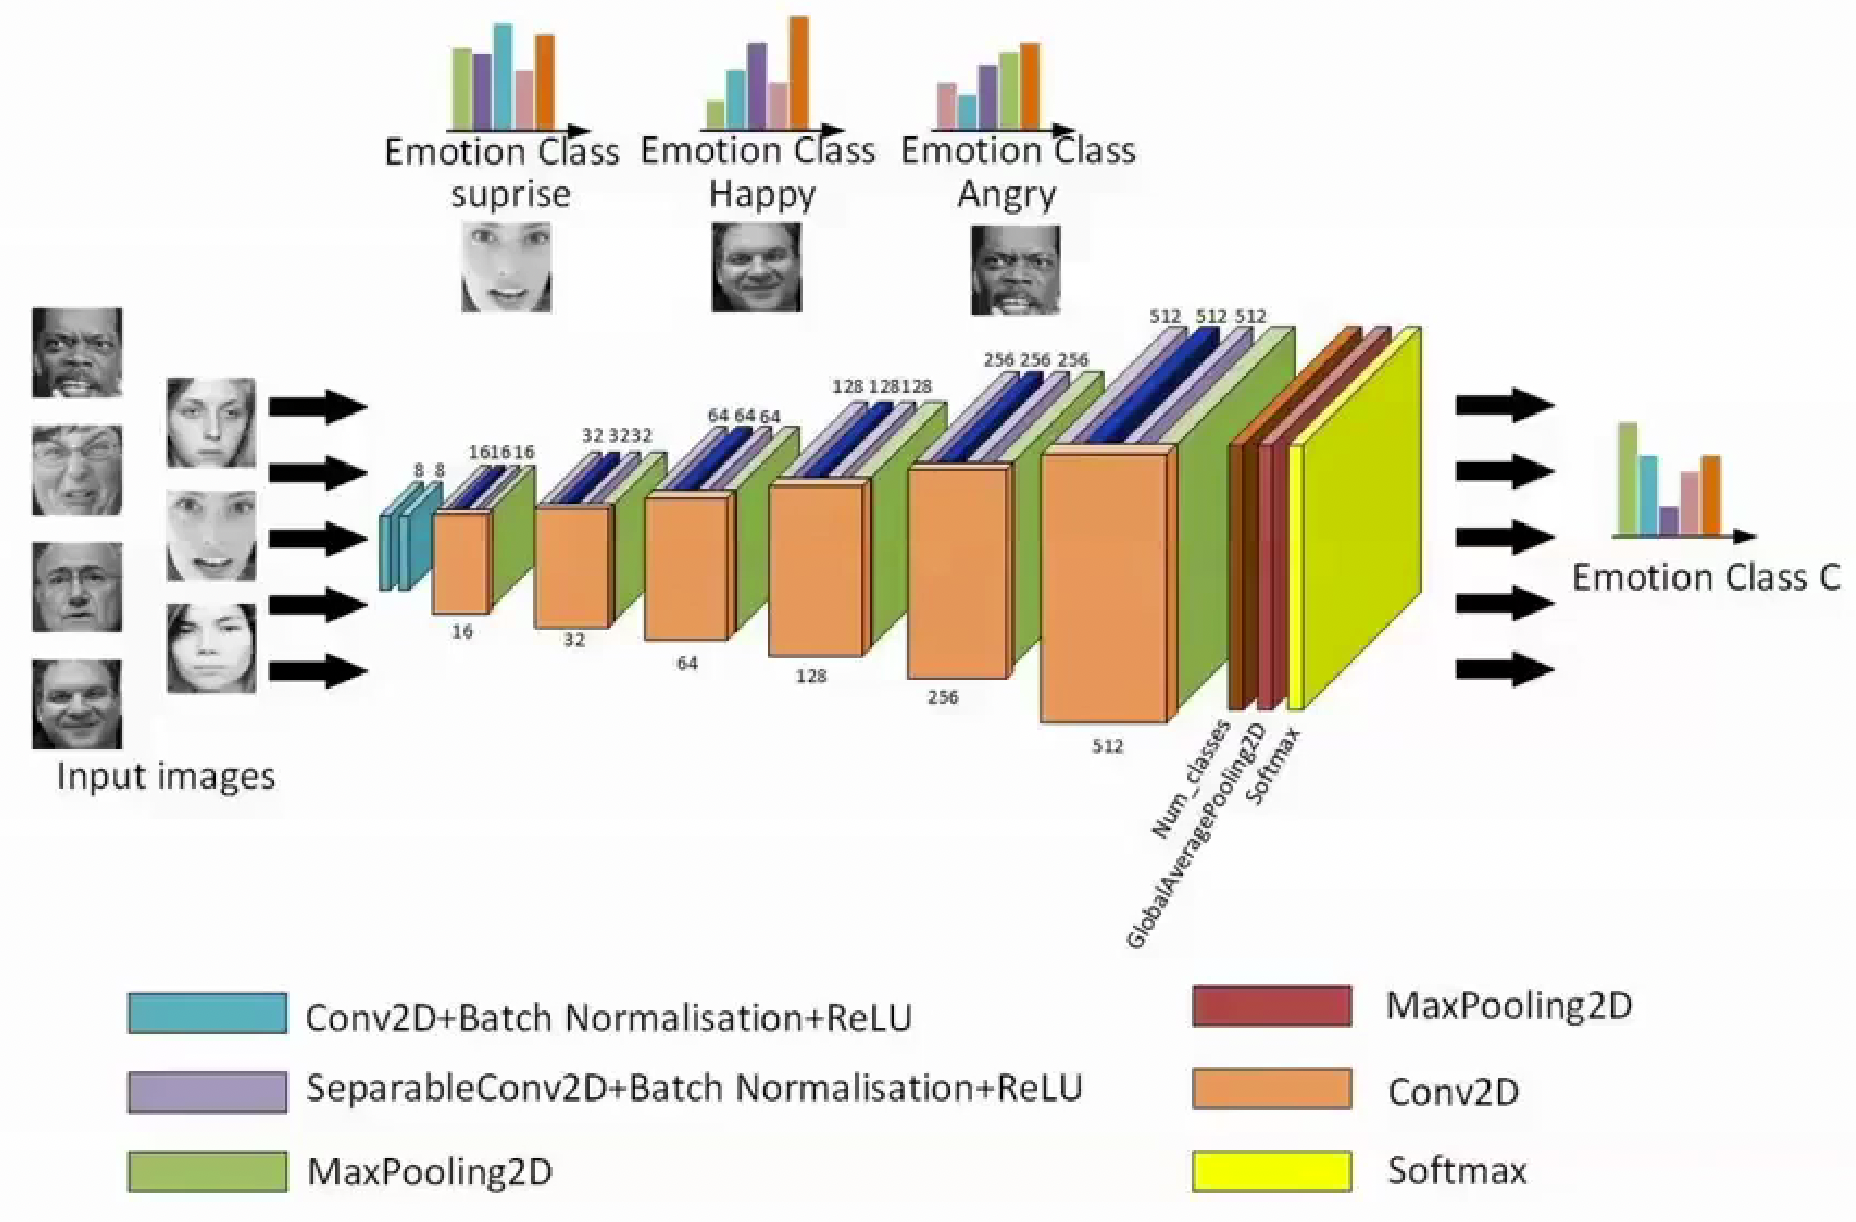 Emotion Class
suprise
Emotion Class
Happy
Emotion Class
Angry
Input images
8 8
16 16 16
32 32 32
64 64 64
128 128 128
256 256 256
512 512 512
16
32
64
128
256
512
Num_classes
GlobalAveragePooling2D
Softmax
Emotion Class C
Conv2D+Batch Normalisation+ReLU
SeparableConv2D+Batch Normalisation+ReLU
MaxPooling2D
MaxPooling2D
Conv2D
Softmax